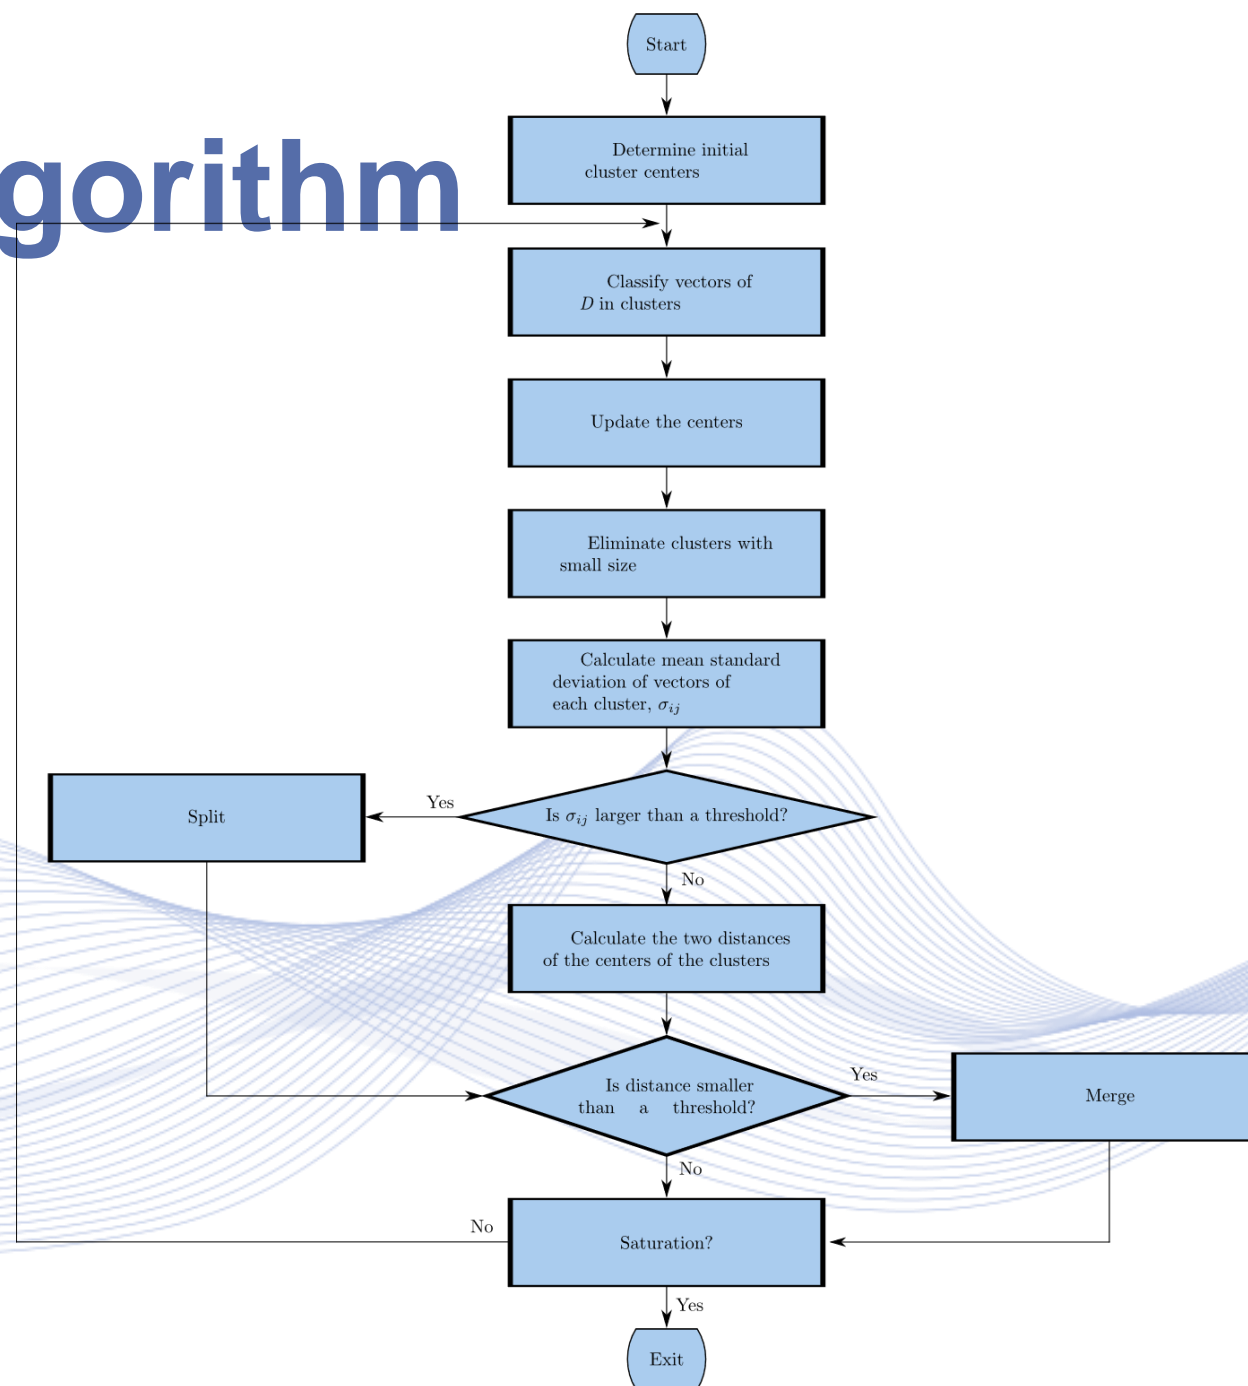 Start
gorithm
Determine initial
cluster centers
Classify vectors of
D in clusters
Update the centers
Eliminate clusters with
small size
Calculate mean standard
deviation of vectors of
each cluster, σij
Split
Yes
Is σij larger than a threshold?
No
Calculate the two distances
of the centers of the clusters
Is distance smaller
than a threshold?
Yes
Merge
No
No
Saturation?
Yes
Exit